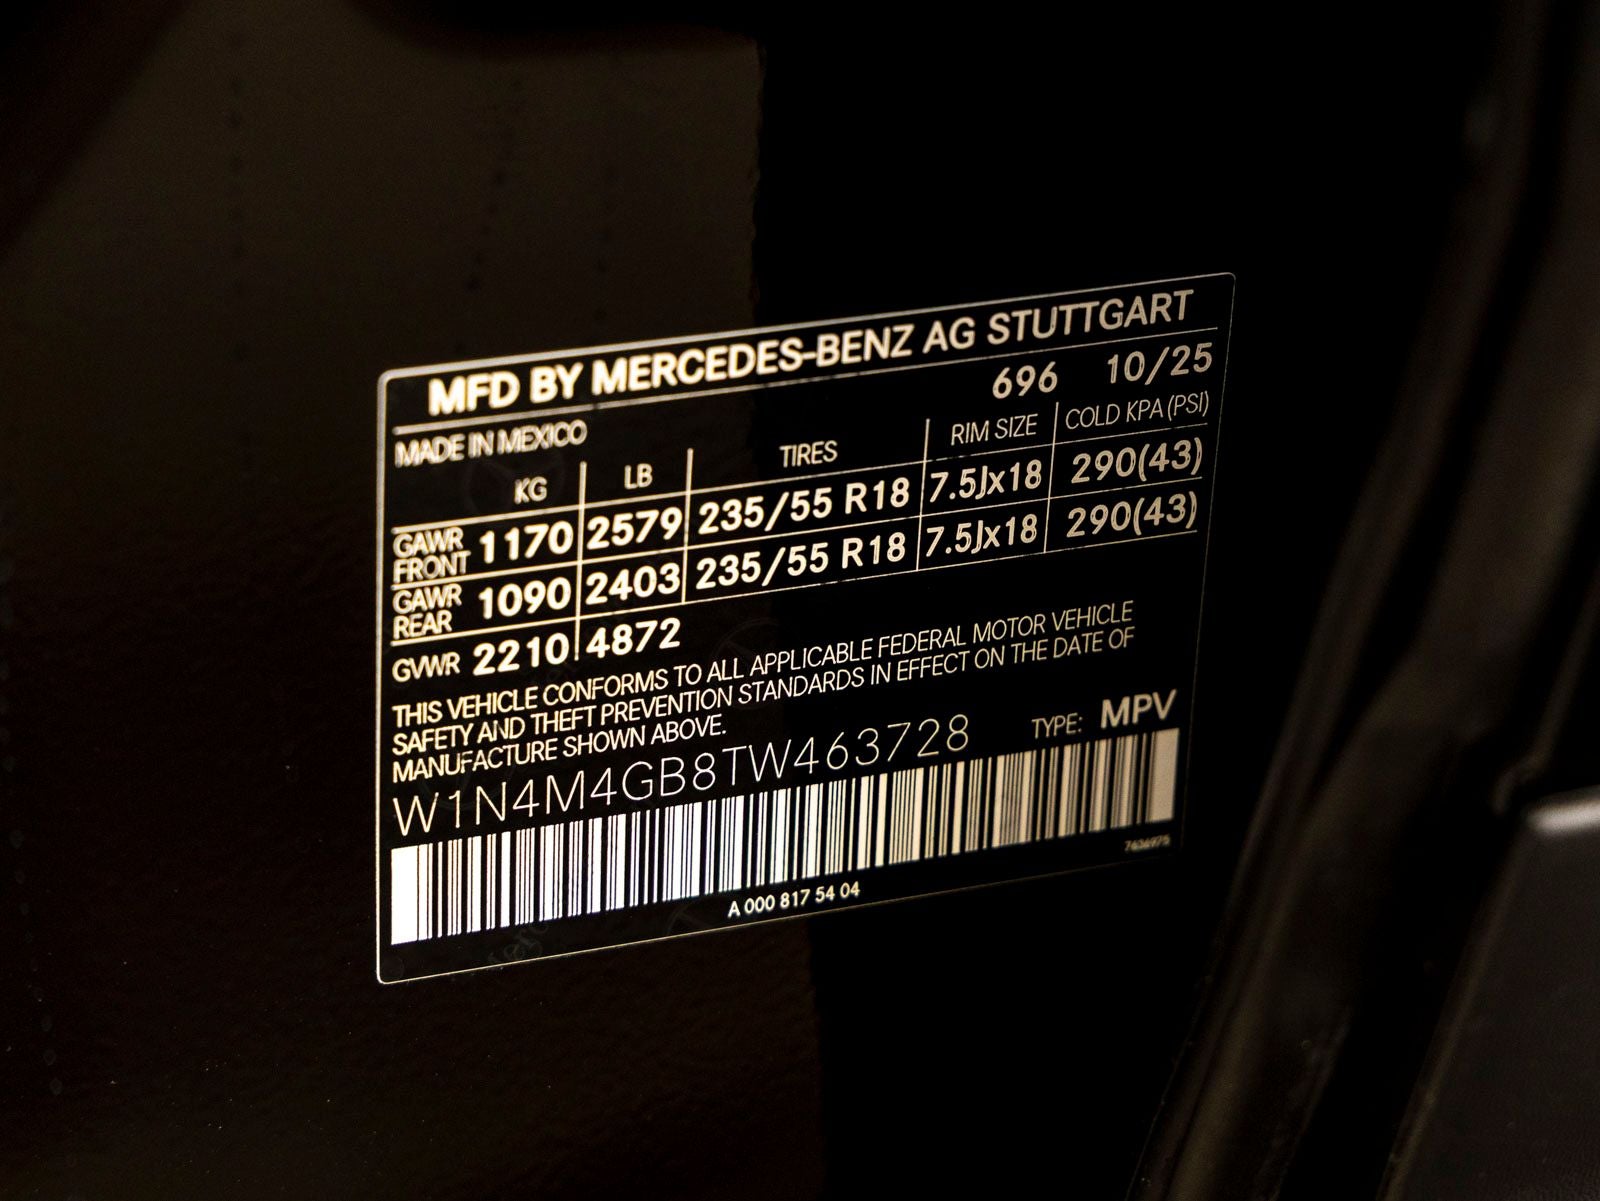 MFD BY MERCEDES-BENZ AG STUTTGART
696 10/25
MADE IN MEXICO
KG LB TIRES RIM SIZE COLD KPA (PSI)
GAWR FRONT 1170 2579 235/55 R18 7.5Jx18 290(43)
GAWR REAR 1090 2403 235/55 R18 7.5Jx18 290(43)
GVWR 2210 4872
THIS VEHICLE CONFORMS TO ALL APPLICABLE FEDERAL MOTOR VEHICLE
SAFETY AND THEFT PREVENTION STANDARDS IN EFFECT ON THE DATE OF
MANUFACTURE SHOWN ABOVE.
W1N4M4GB8TW463728 TYPE: MPV
A 000 817 54 04